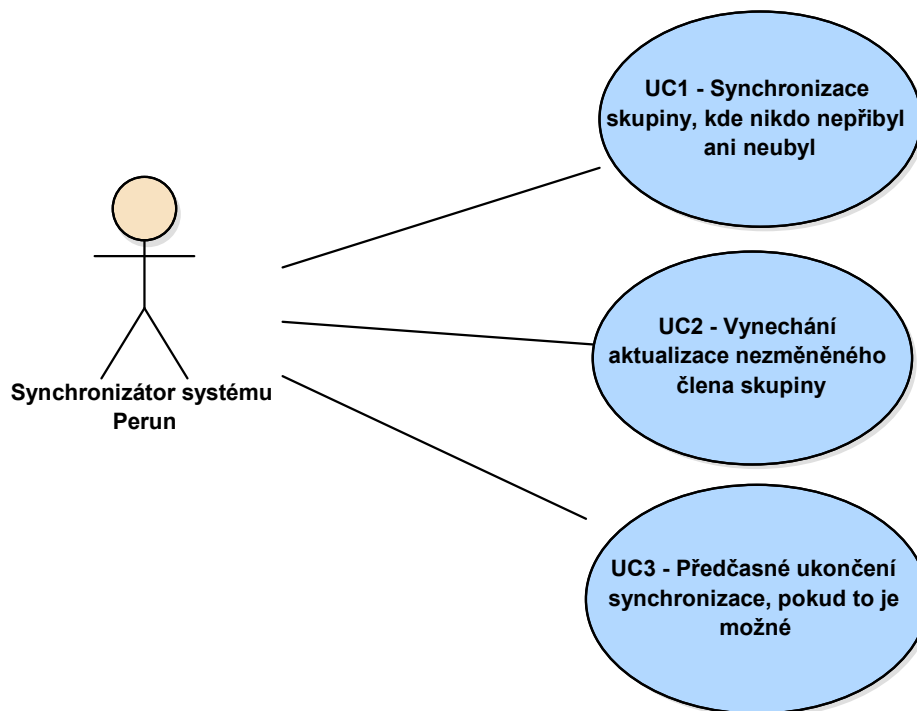 UC1 - Synchronizace
skupiny, kde nikdo nepřibyl
ani neubyl
UC2 - Vynechání
aktualizace nezměněného
člena skupiny
Synchronizátor systému
Perun
UC3 - Předčasné ukončení
synchronizace, pokud to je
možné